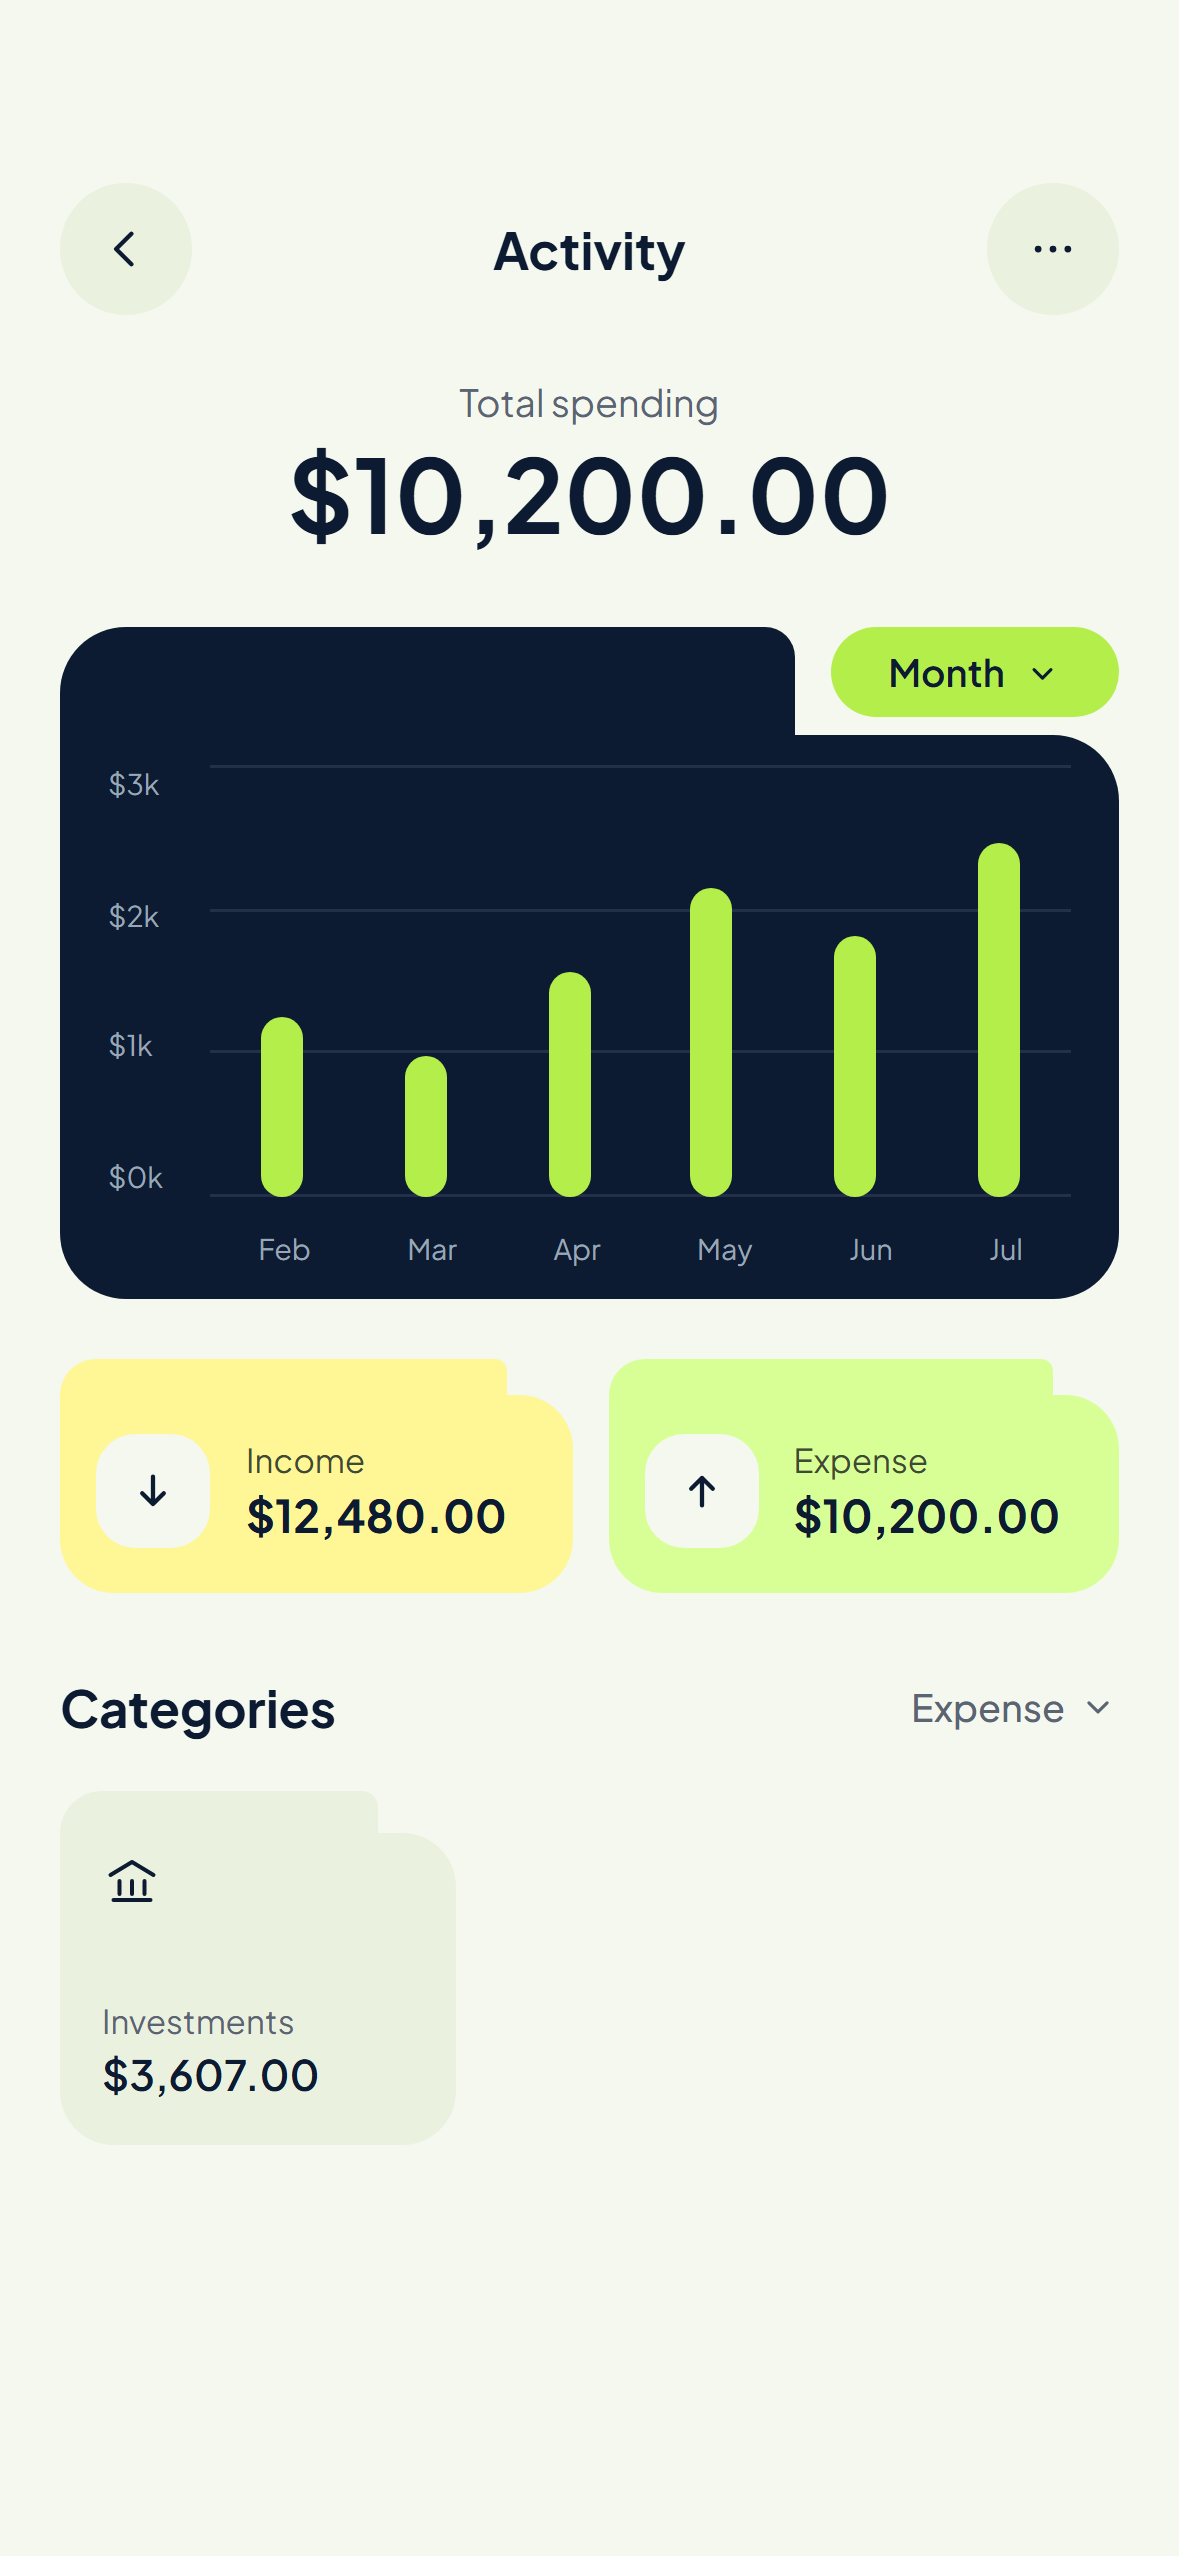 Activity
Total spending
$10,200.00
Month
$3k
$2k
$1k
$0k
Feb Mar Apr May Jun Jul
Income
$12,480.00
Expense
$10,200.00
Categories
Expense
Investments
$3,607.00